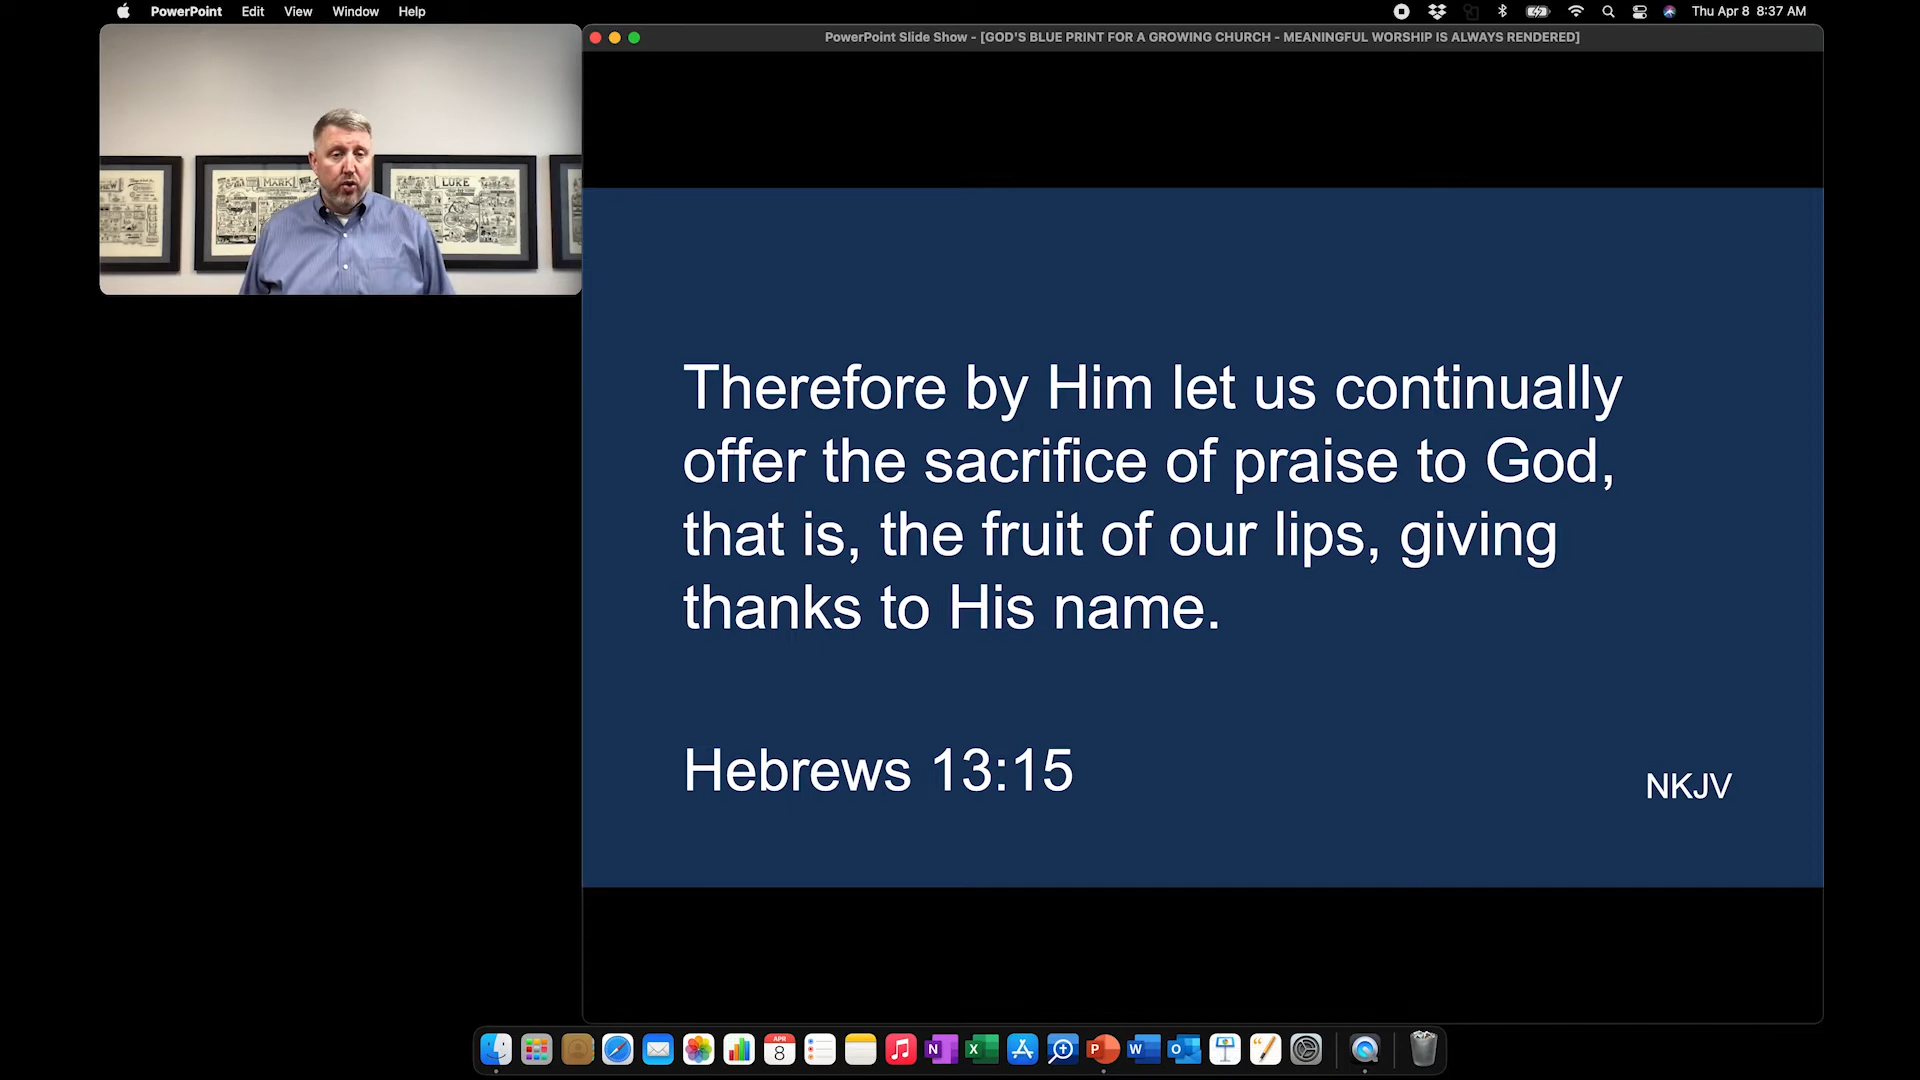 PowerPoint Edit View Window Help
Thu Apr 8 8:37 AM
PowerPoint Slide Show - [GOD'S BLUE PRINT FOR A GROWING CHURCH - MEANINGFUL WORSHIP IS ALWAYS RENDERED]
MARK
LUKE
Therefore by Him let us continually
offer the sacrifice of praise to God,
that is, the fruit of our lips, giving
thanks to His name.
Hebrews 13:15
NKJV
APR
8
N
X
P
W
O